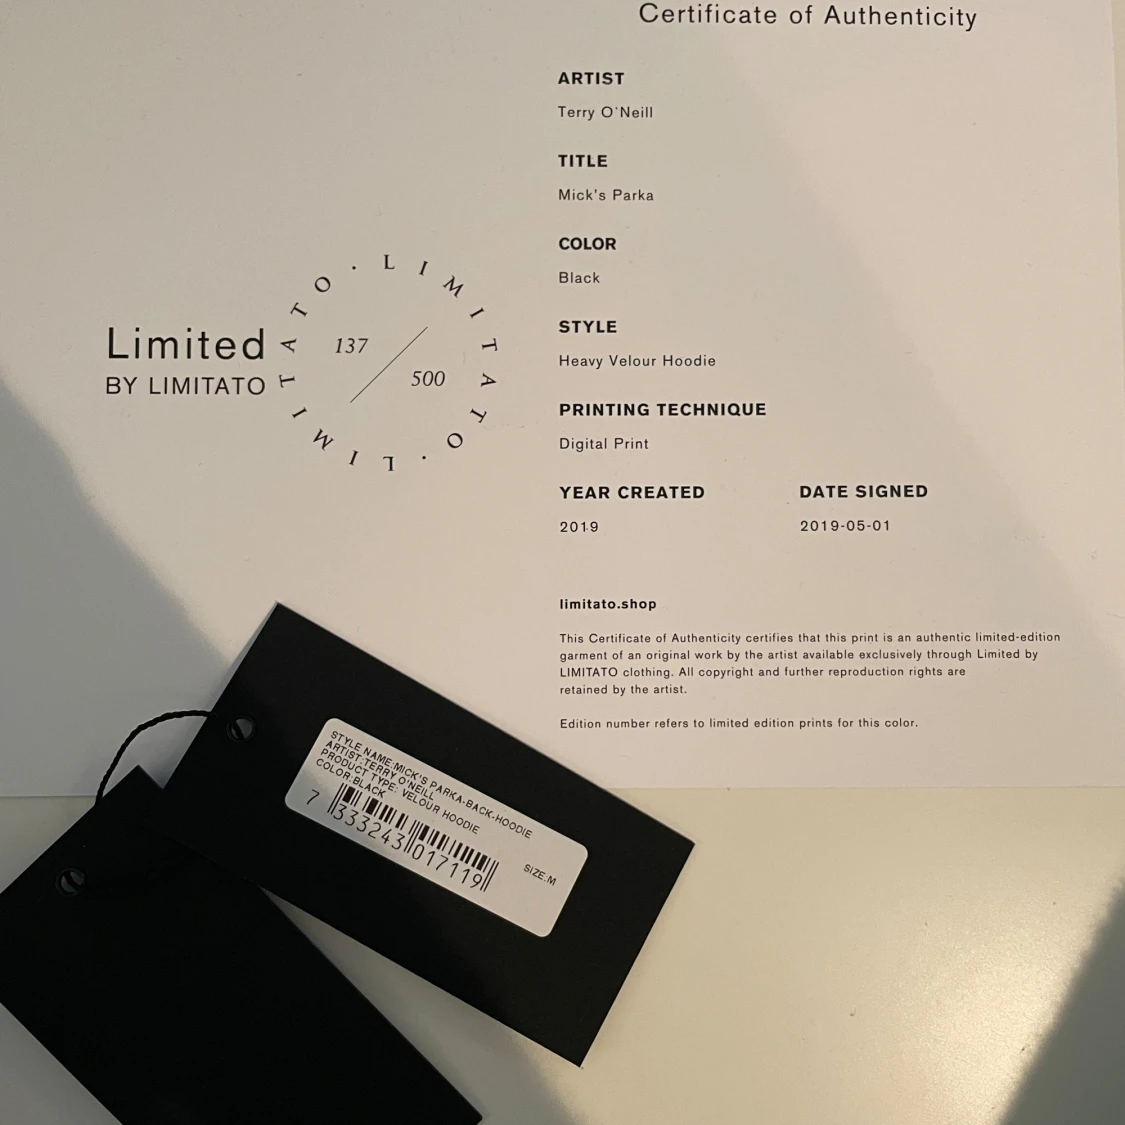 Certificate of Authenticity
ARTIST
Terry O'Neill
TITLE
Mick's Parka
COLOR
Black
STYLE
Heavy Velour Hoodie
PRINTING TECHNIQUE
Digital Print
YEAR CREATED
2019
DATE SIGNED
2019-05-01
Limited
BY LIMITATO
LIMITATO · LIMITATO ·
137
500
limitato.shop
This Certificate of Authenticity certifies that this print is an authentic limited-edition
garment of an original work by the artist available exclusively through Limited by
LIMITATO clothing. All copyright and further reproduction rights are
retained by the artist.
Edition number refers to limited edition prints for this color.
STYLE NAME:MICK'S PARKA-BACK-HOODIE
ARTIST:TERRY O'NEILL
PRODUCT TYPE: VELOUR HOODIE
COLOR:BLACK
7 333243 017119
SIZE:M